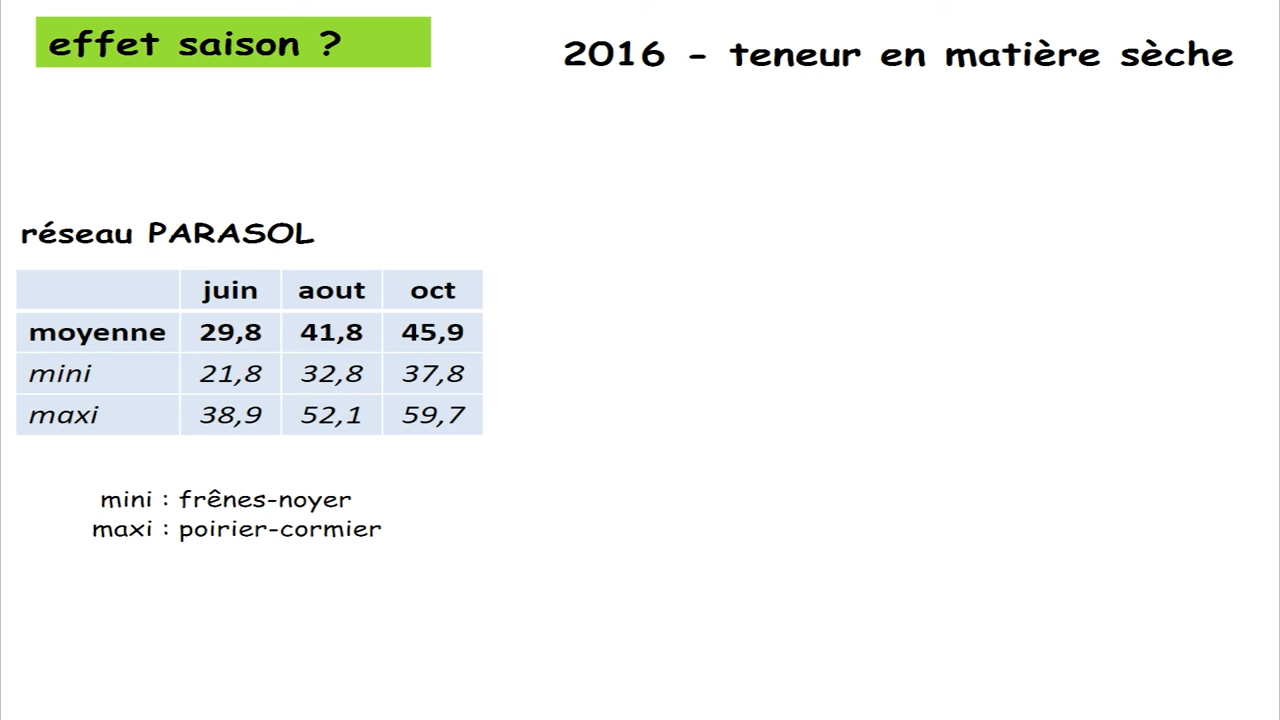 effet saison ?
2016 - teneur en matière sèche
réseau PARASOL
juin aout oct
moyenne 29,8 41,8 45,9
mini 21,8 32,8 37,8
maxi 38,9 52,1 59,7
mini : frênes-noyer
maxi : poirier-cormier